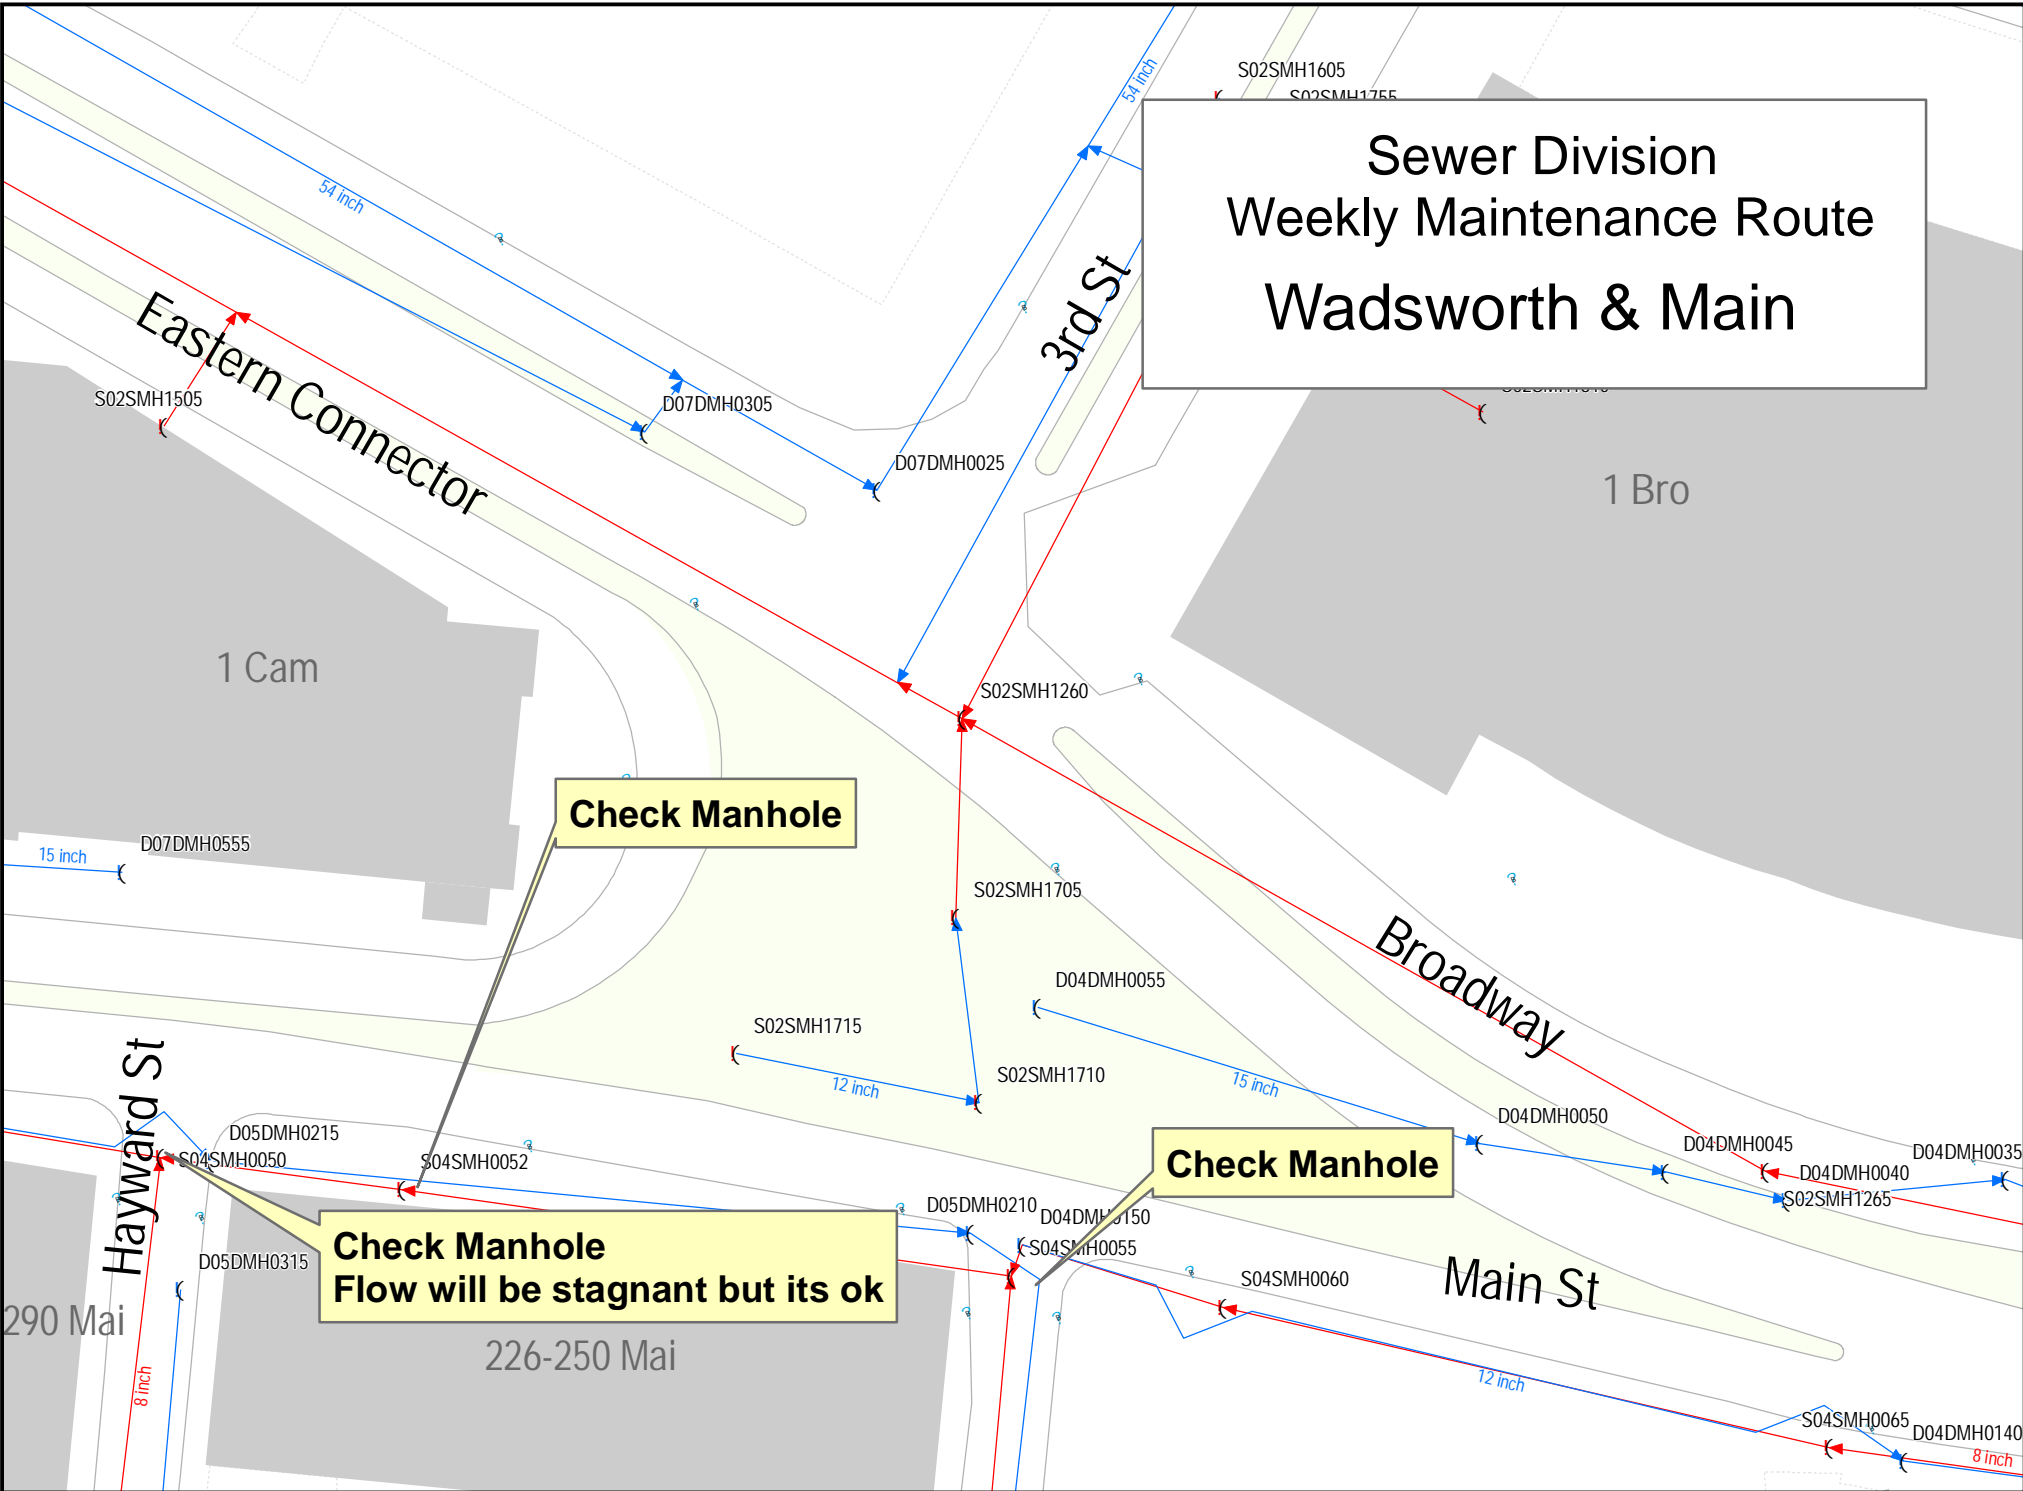 S02SMH1605
S02SMH1755
54 inch
Sewer Division
Weekly Maintenance Route
Wadsworth & Main
54 inch
3rd St
Eastern Connector
S02SMH1505
D07DMH0305
D07DMH0025
1 Bro
1 Cam
S02SMH1260
Check Manhole
D07DMH0555
15 inch
S02SMH1705
Broadway
D04DMH0055
S02SMH1715
12 inch
S02SMH1710
15 inch
Hayward St
D04DMH0050
D05DMH0215
S04SMH0050
S04SMH0052
Check Manhole
D04DMH0045
D04DMH0035
D04DMH0040
S02SMH1265
D05DMH0210
D04DMH0150
S04SMH0055
Check Manhole
Flow will be stagnant but its ok
D05DMH0315
S04SMH0060
Main St
290 Mai
226-250 Mai
8 inch
12 inch
S04SMH0065
D04DMH0140
8 inch